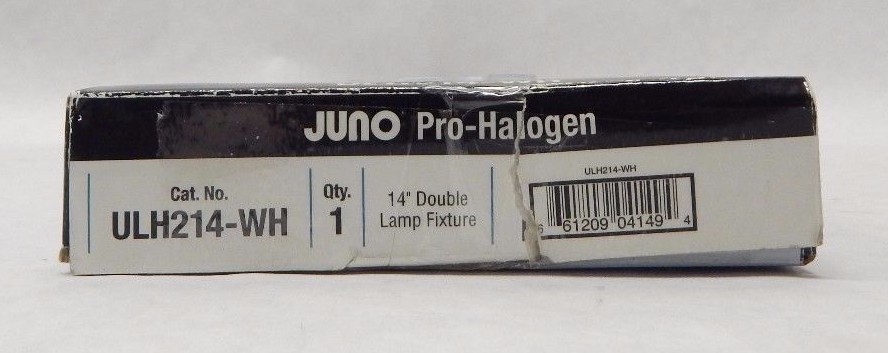 JUNO Pro-Halogen
Cat. No.
ULH214-WH
Qty.
1
14" Double
Lamp Fixture
ULH214-WH
6 61209 04149 4